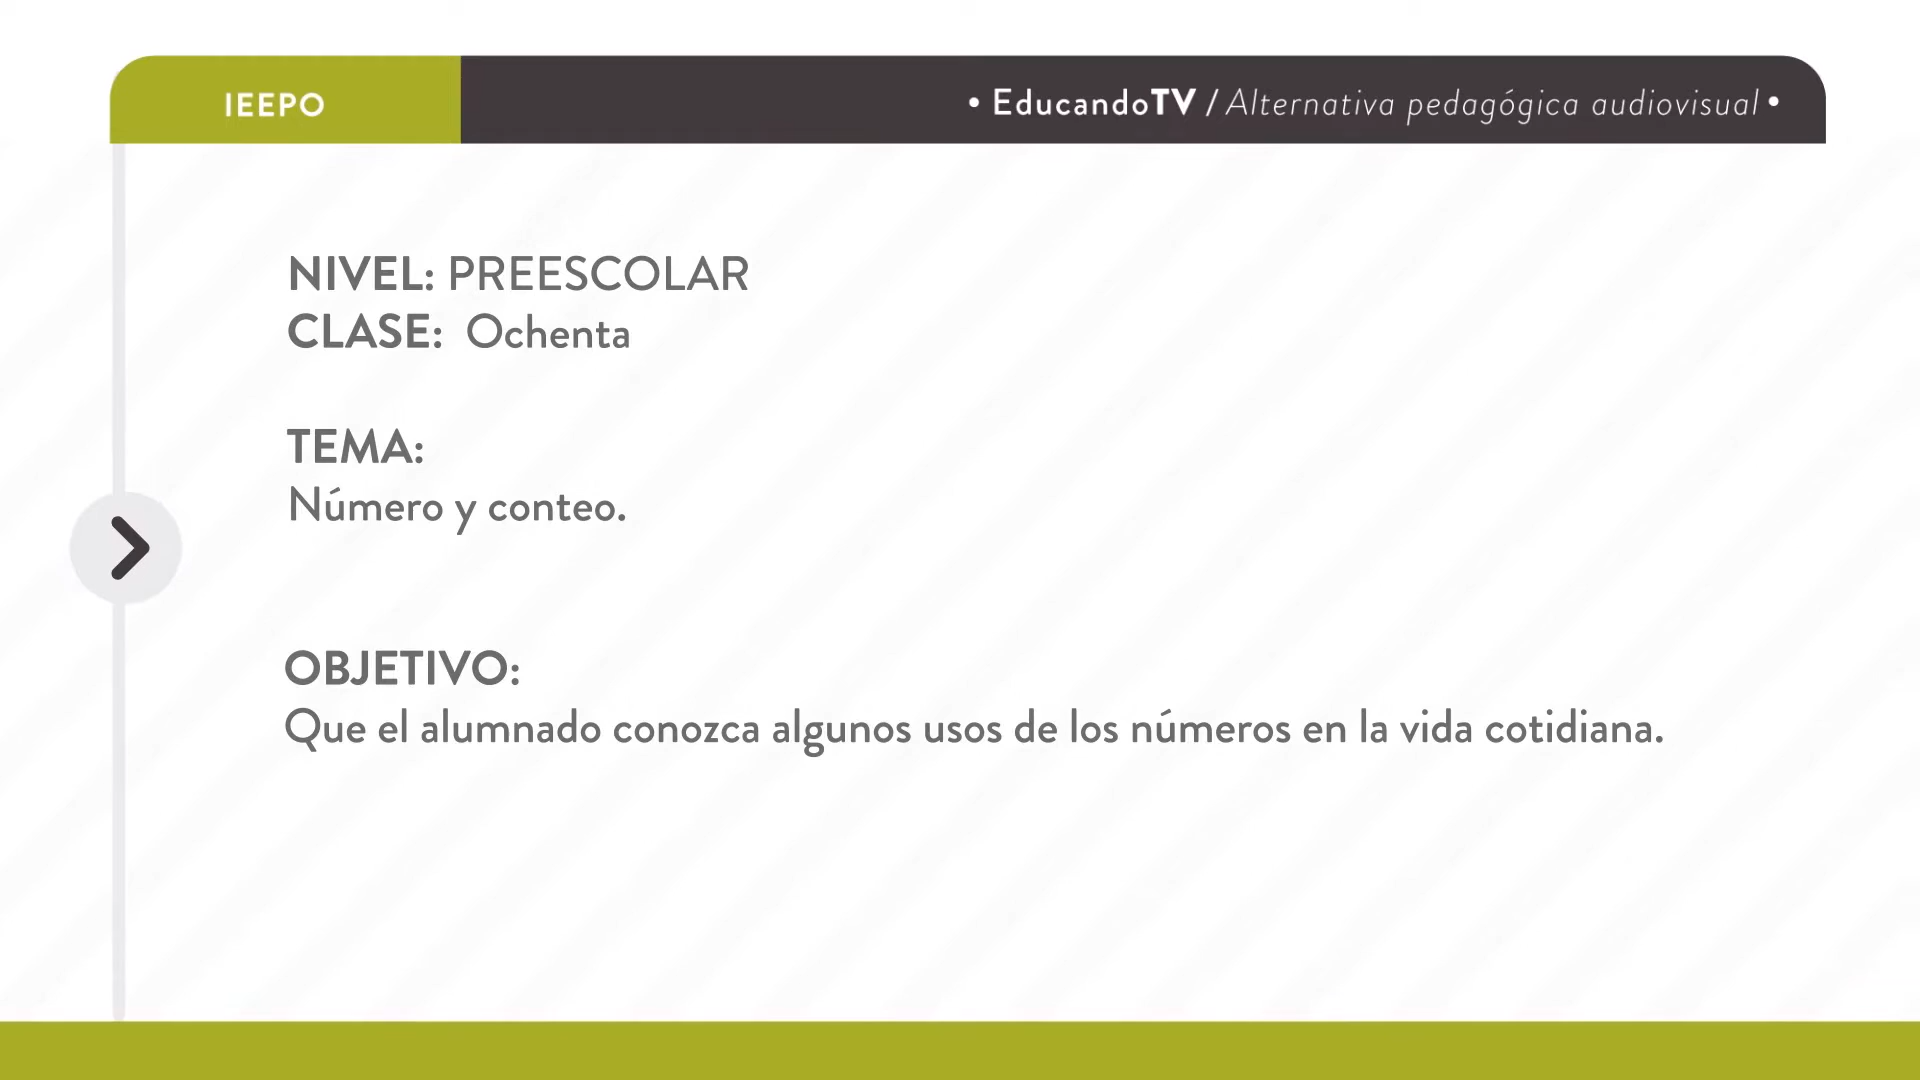 IEEPO
• EducandoTV / Alternativa pedagógica audiovisual •
NIVEL: PREESCOLAR
CLASE: Ochenta
TEMA:
Número y conteo.
OBJETIVO:
Que el alumnado conozca algunos usos de los números en la vida cotidiana.